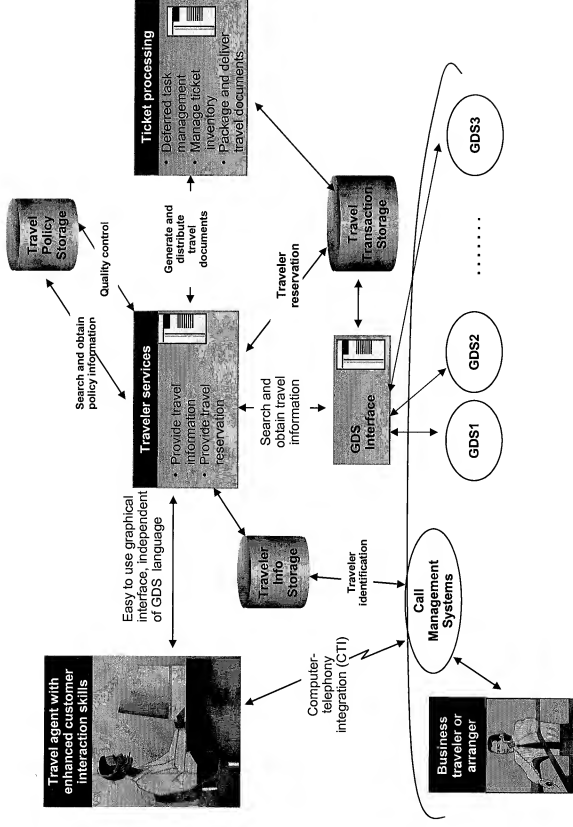 Travel agent with
enhanced customer
interaction skills
Easy to use graphical
interface, independent
of GDS language
Search and obtain
policy information
Travel
Policy
Storage
Quality control
Traveler services
• Provide travel
information
• Provide travel
reservation
Generate and
distribute
travel
documents
Ticket processing
• Deferred task
management
• Manage ticket
inventory
• Package and deliver
travel documents
Traveler
Info
Storage
Search and
obtain travel
information
Traveler
reservation
Computer-
telephony
integration (CTI)
Traveler
identification
GDS
Interface
Travel
Transaction
Storage
Business
traveler or
arranger
Call
Management
Systems
GDS1
GDS2
........
GDS3